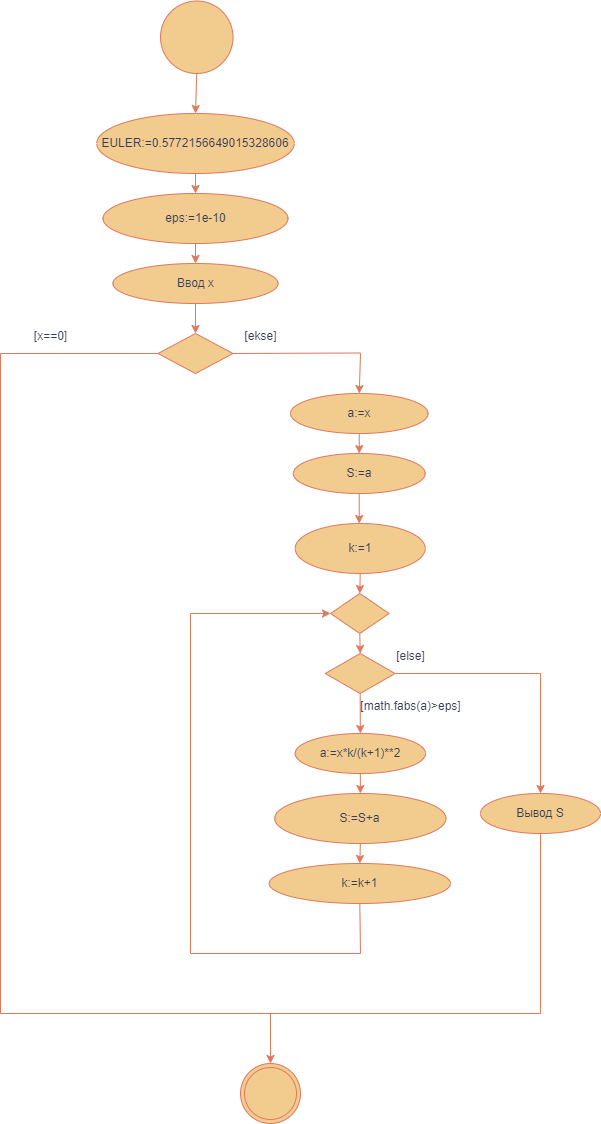 EULER:=0.5772156649015328606
eps:=1e-10
Ввод x
[x==0]
[ekse]
a:=x
S:=a
k:=1
[else]
[math.fabs(a)>eps]
a:=x*k/(k+1)**2
S:=S+a
Вывод S
k:=k+1